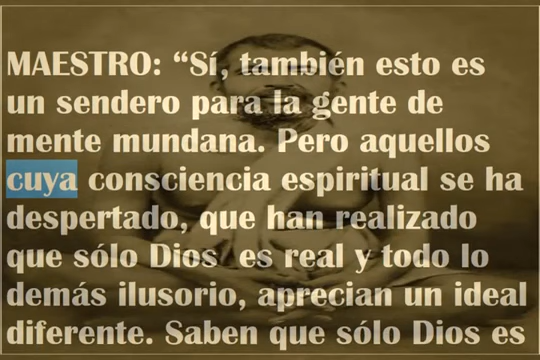 MAESTRO: “Sí, también esto es
un sendero para la gente de
mente mundana. Pero aquellos
cuya consciencia espiritual se ha
despertado, que han realizado
que sólo Dios es real y todo lo
demás ilusorio, aprecian un ideal
diferente. Saben que sólo Dios es